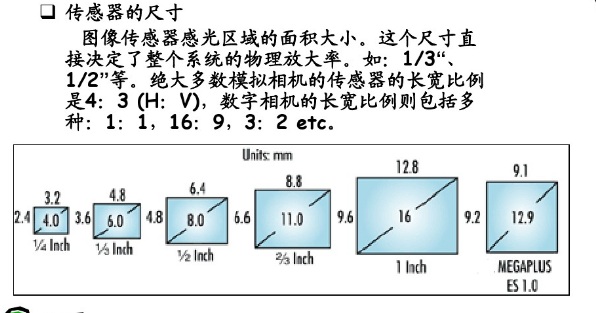 □ 传感器的尺寸
图像传感器感光区域的面积大小。这个尺寸直
接决定了整个系统的物理放大率。如：1/3“、
1/2”等。绝大多数模拟相机的传感器的长宽比例
是4：3 (H：V)，数字相机的长宽比例则包括多
种：1：1，16：9，3：2 etc。
Units: mm
3.2 4.8 6.4 8.8 12.8 9.1
2.4 4.0 3.6 6.0 4.8 8.0 6.6 11.0 9.6 16 9.2 12.9
¼ Inch ⅓ Inch ½ Inch ⅔ Inch 1 Inch MEGAPLUS
ES 1.0